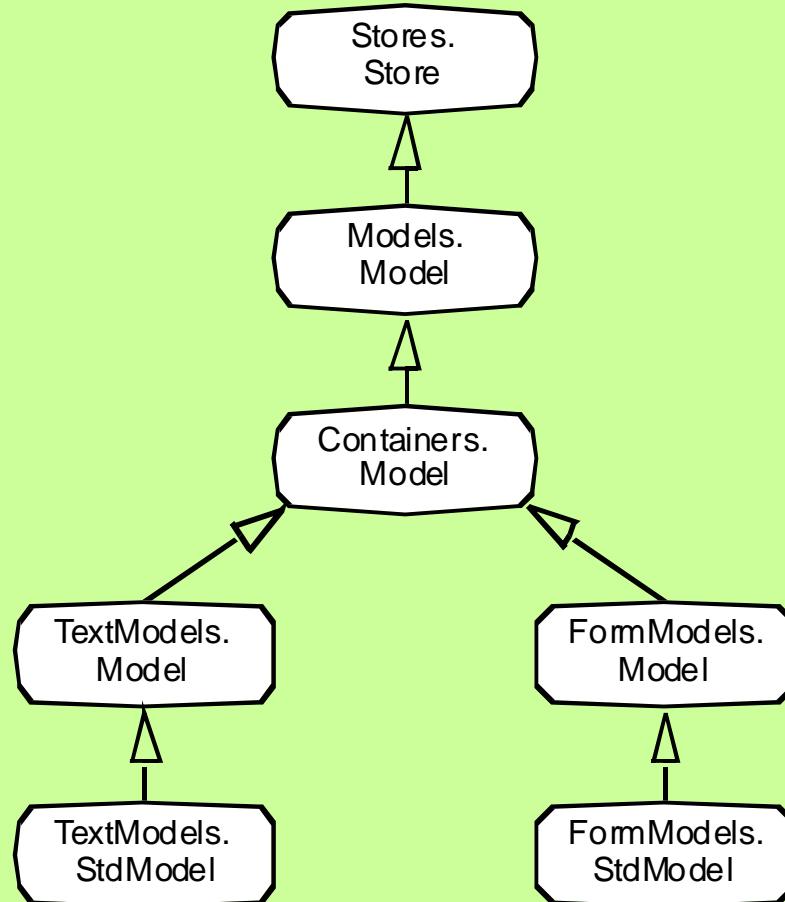 Stores.
Store
Models.
Model
Containers.
Model
TextModels.
Model
FormModels.
Model
TextModels.
StdModel
FormModels.
StdModel